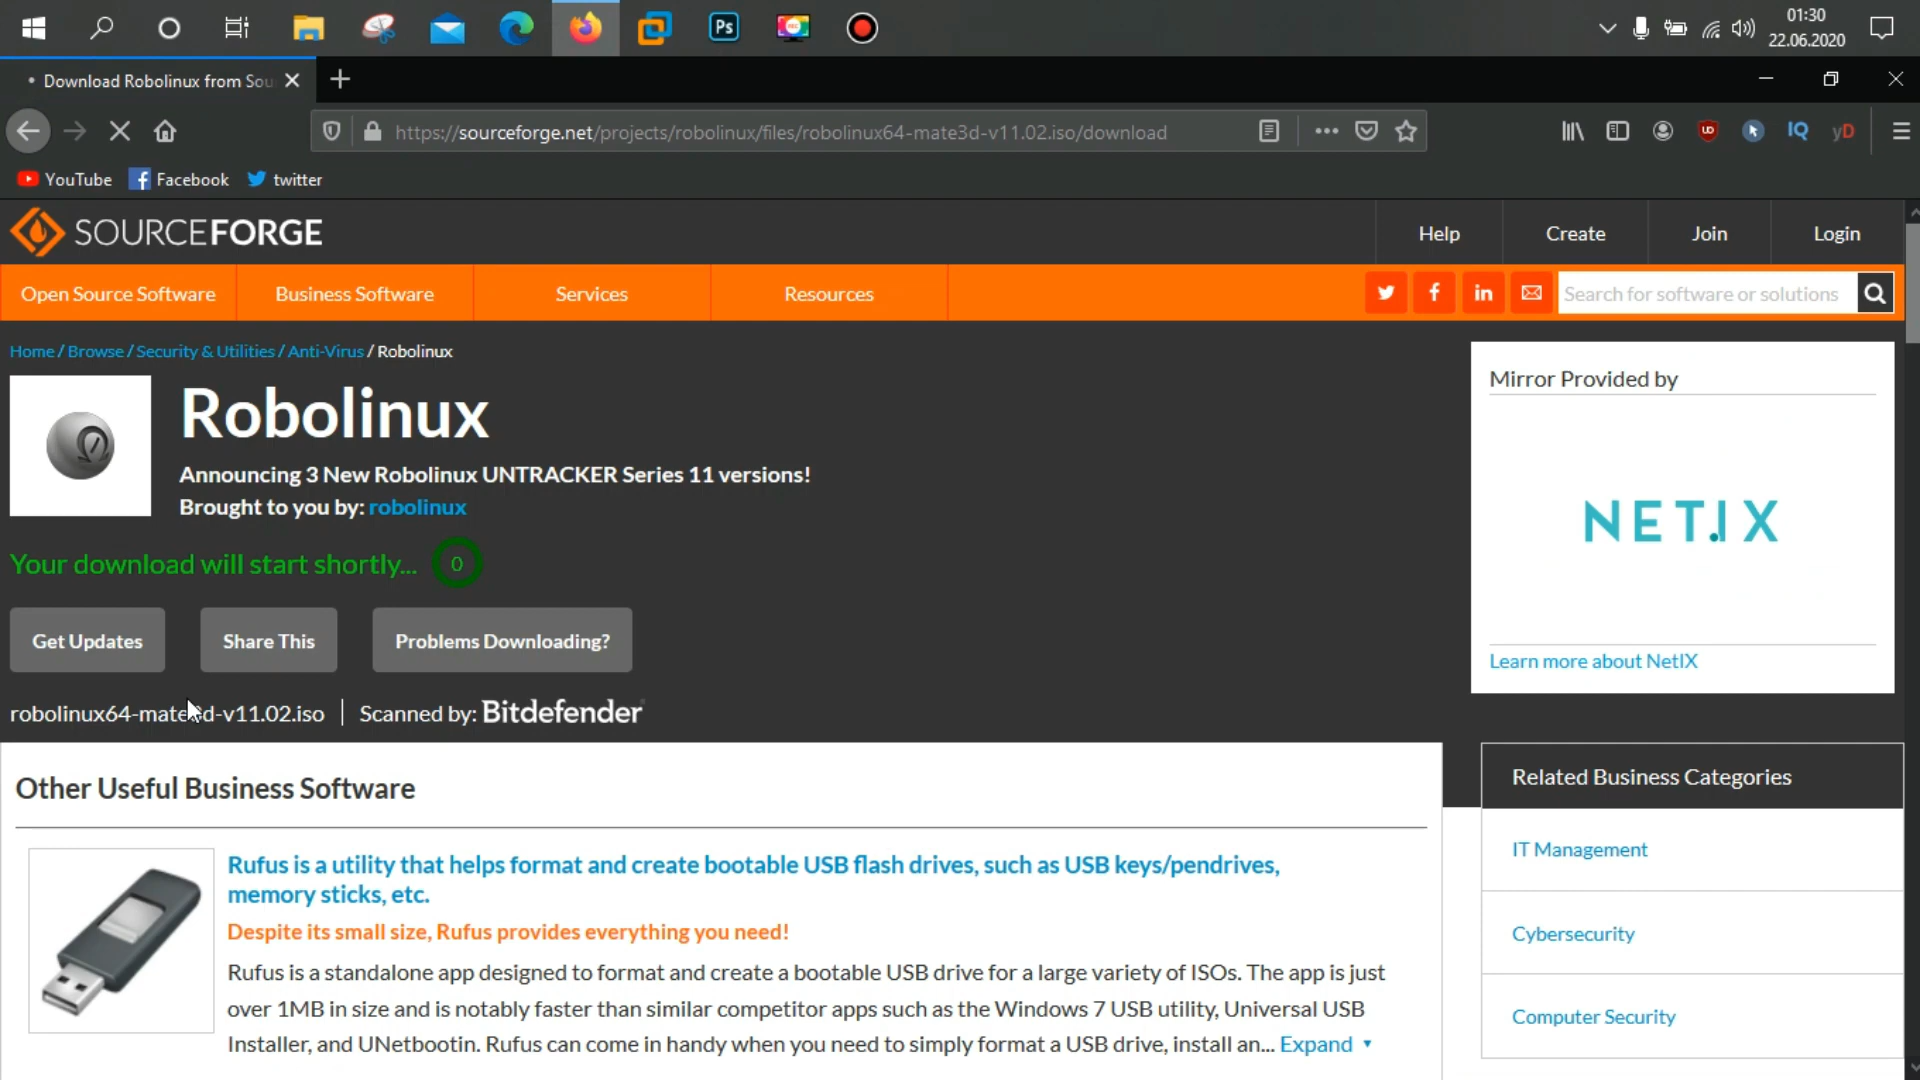 Ps
REC
01:30
22.06.2020
Download Robolinux from Sou
https://sourceforge.net/projects/robolinux/files/robolinux64-mate3d-v11.02.iso/download
UD
IQ
yD
YouTube
Facebook
twitter
SOURCEFORGE
Help
Create
Join
Login
Open Source Software
Business Software
Services
Resources
in
Search for software or solutions
Home / Browse / Security & Utilities / Anti-Virus / Robolinux
Robolinux
Announcing 3 New Robolinux UNTRACKER Series 11 versions!
Brought to you by: robolinux
Your download will start shortly... 0
Get Updates
Share This
Problems Downloading?
robolinux64-mate3d-v11.02.iso | Scanned by: Bitdefender
Mirror Provided by
NETIX
Learn more about NetIX
Other Useful Business Software
Rufus is a utility that helps format and create bootable USB flash drives, such as USB keys/pendrives,
memory sticks, etc.
Despite its small size, Rufus provides everything you need!
Rufus is a standalone app designed to format and create a bootable USB drive for a large variety of ISOs. The app is just
over 1MB in size and is notably faster than similar competitor apps such as the Windows 7 USB utility, Universal USB
Installer, and UNetbootin. Rufus can come in handy when you need to simply format a USB drive, install an... Expand
Related Business Categories
IT Management
Cybersecurity
Computer Security